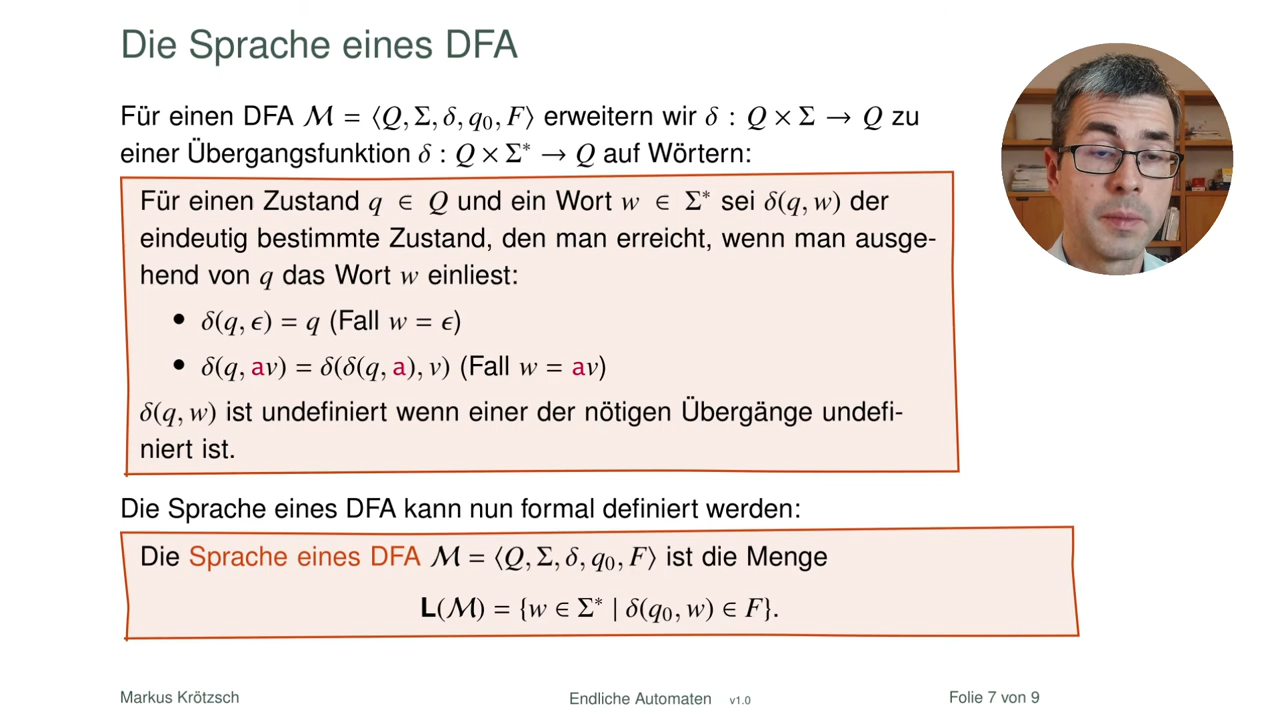 Die Sprache eines DFA
Für einen DFA ℳ = ⟨Q, Σ, δ, q₀, F⟩ erweitern wir δ : Q × Σ → Q zu
einer Übergangsfunktion δ : Q × Σ* → Q auf Wörtern:
Für einen Zustand q ∈ Q und ein Wort w ∈ Σ* sei δ(q, w) der
eindeutig bestimmte Zustand, den man erreicht, wenn man ausge-
hend von q das Wort w einliest:
• δ(q, ϵ) = q (Fall w = ϵ)
• δ(q, av) = δ(δ(q, a), v) (Fall w = av)
δ(q, w) ist undefiniert wenn einer der nötigen Übergänge undefi-
niert ist.
Die Sprache eines DFA kann nun formal definiert werden:
Die Sprache eines DFA ℳ = ⟨Q, Σ, δ, q₀, F⟩ ist die Menge
L(ℳ) = {w ∈ Σ* | δ(q₀, w) ∈ F}.
Markus Krötzsch Endliche Automaten v1.0 Folie 7 von 9